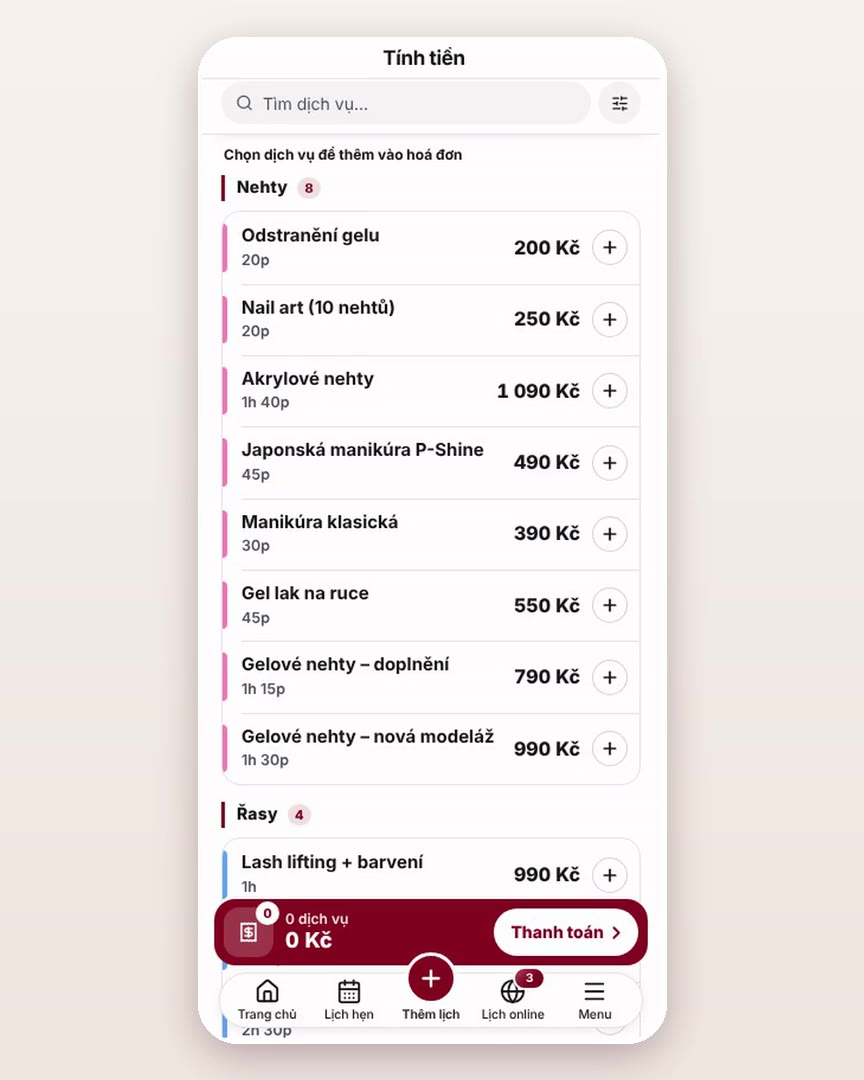 Tính tiền
Tìm dịch vụ...
Chọn dịch vụ để thêm vào hoá đơn
Nehty 8
Odstranění gelu
20p
200 Kč
Nail art (10 nehtů)
20p
250 Kč
Akrylové nehty
1h 40p
1 090 Kč
Japonská manikúra P-Shine
45p
490 Kč
Manikúra klasická
30p
390 Kč
Gel lak na ruce
45p
550 Kč
Gelové nehty – doplnění
1h 15p
790 Kč
Gelové nehty – nová modeláž
1h 30p
990 Kč
Řasy 4
Lash lifting + barvení
1h
990 Kč
0
0 dịch vụ
0 Kč
Thanh toán
3
Trang chủ
Lịch hẹn
Thêm lịch
Lịch online
Menu
2h 30p